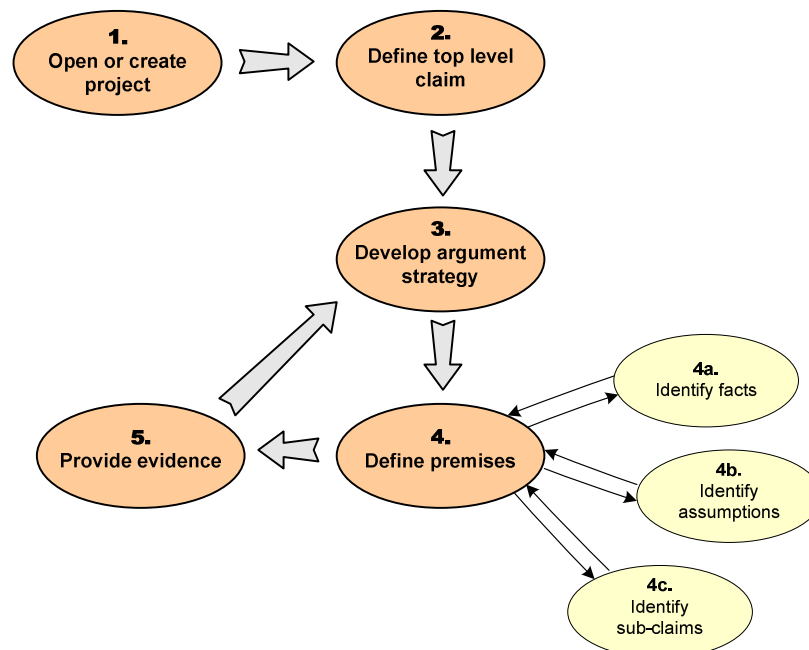 1.
Open or create
project
2.
Define top level
claim
3.
Develop argument
strategy
4a.
Identify facts
5.
Provide evidence
4.
Define premises
4b.
Identify
assumptions
4c.
Identify
sub-claims